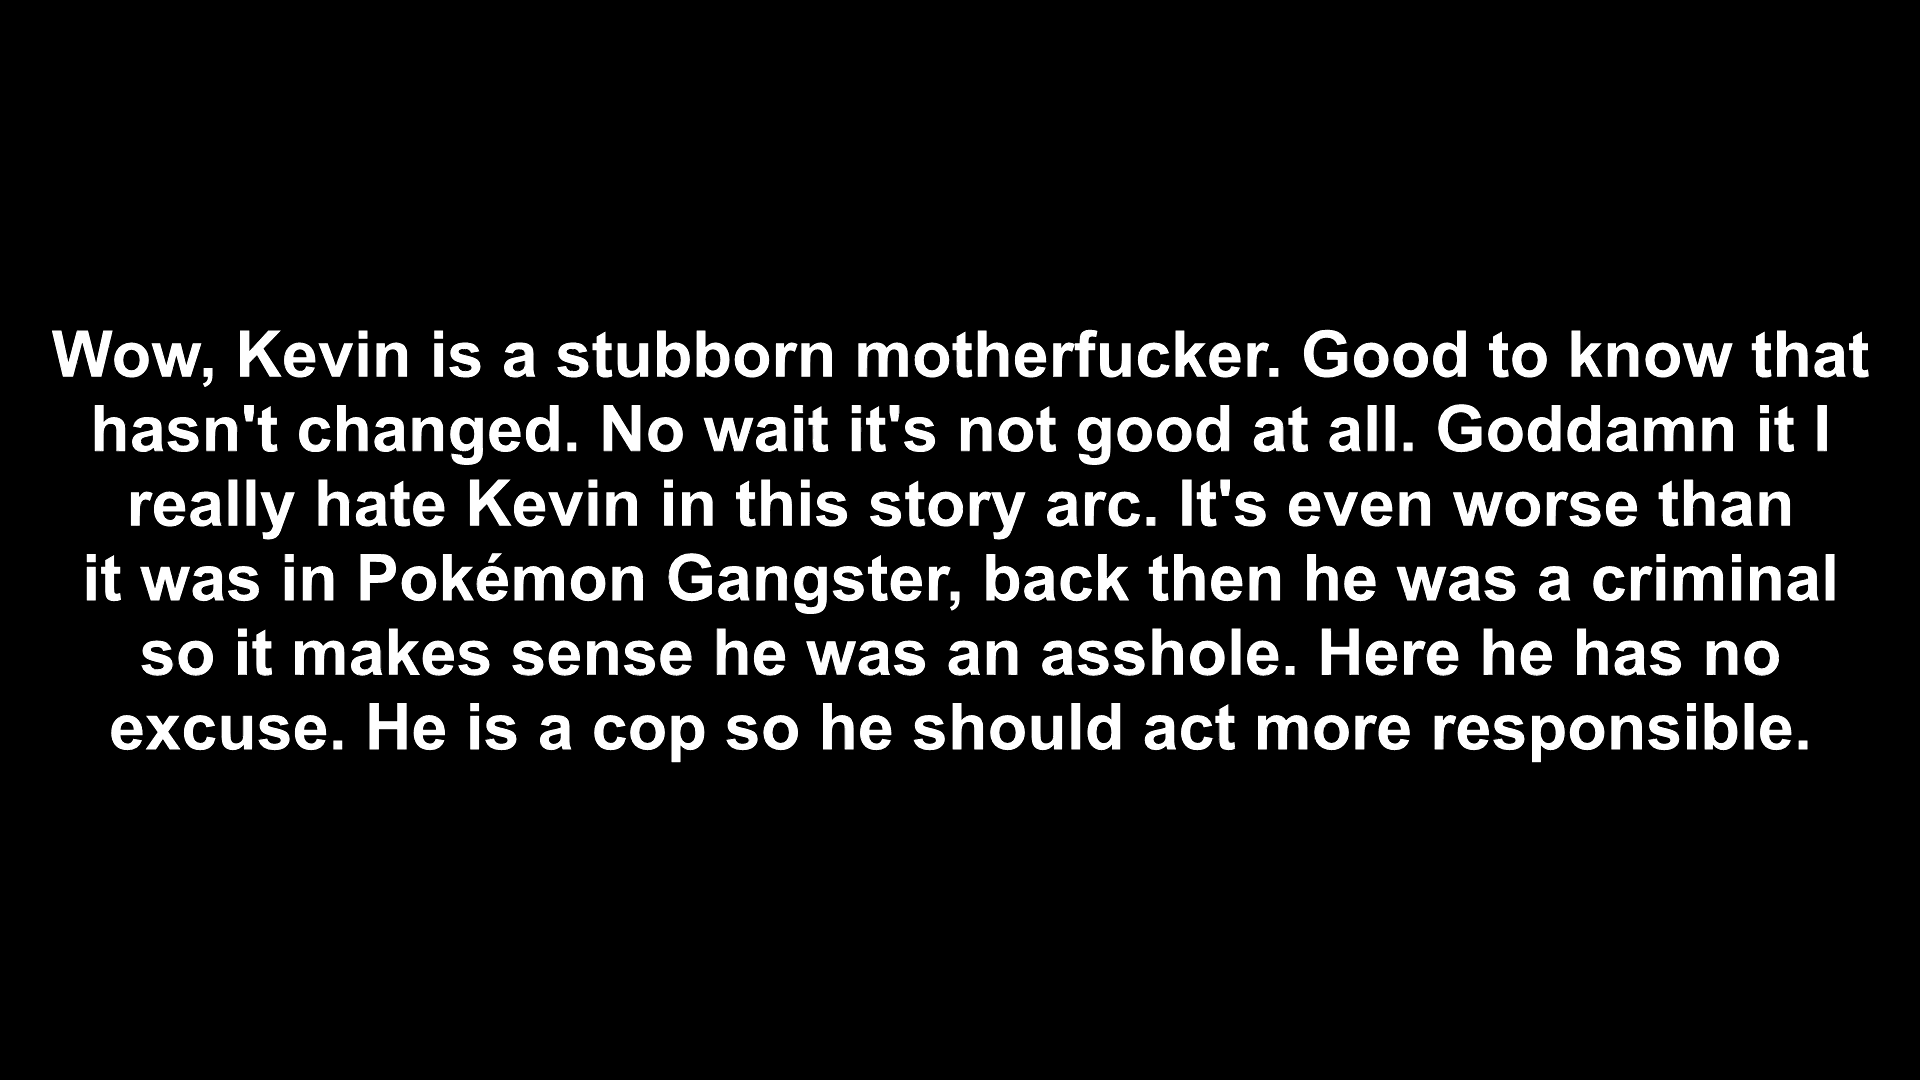 Wow, Kevin is a stubborn motherfucker. Good to know that
hasn't changed. No wait it's not good at all. Goddamn it I
really hate Kevin in this story arc. It's even worse than
it was in Pokémon Gangster, back then he was a criminal
so it makes sense he was an asshole. Here he has no
excuse. He is a cop so he should act more responsible.